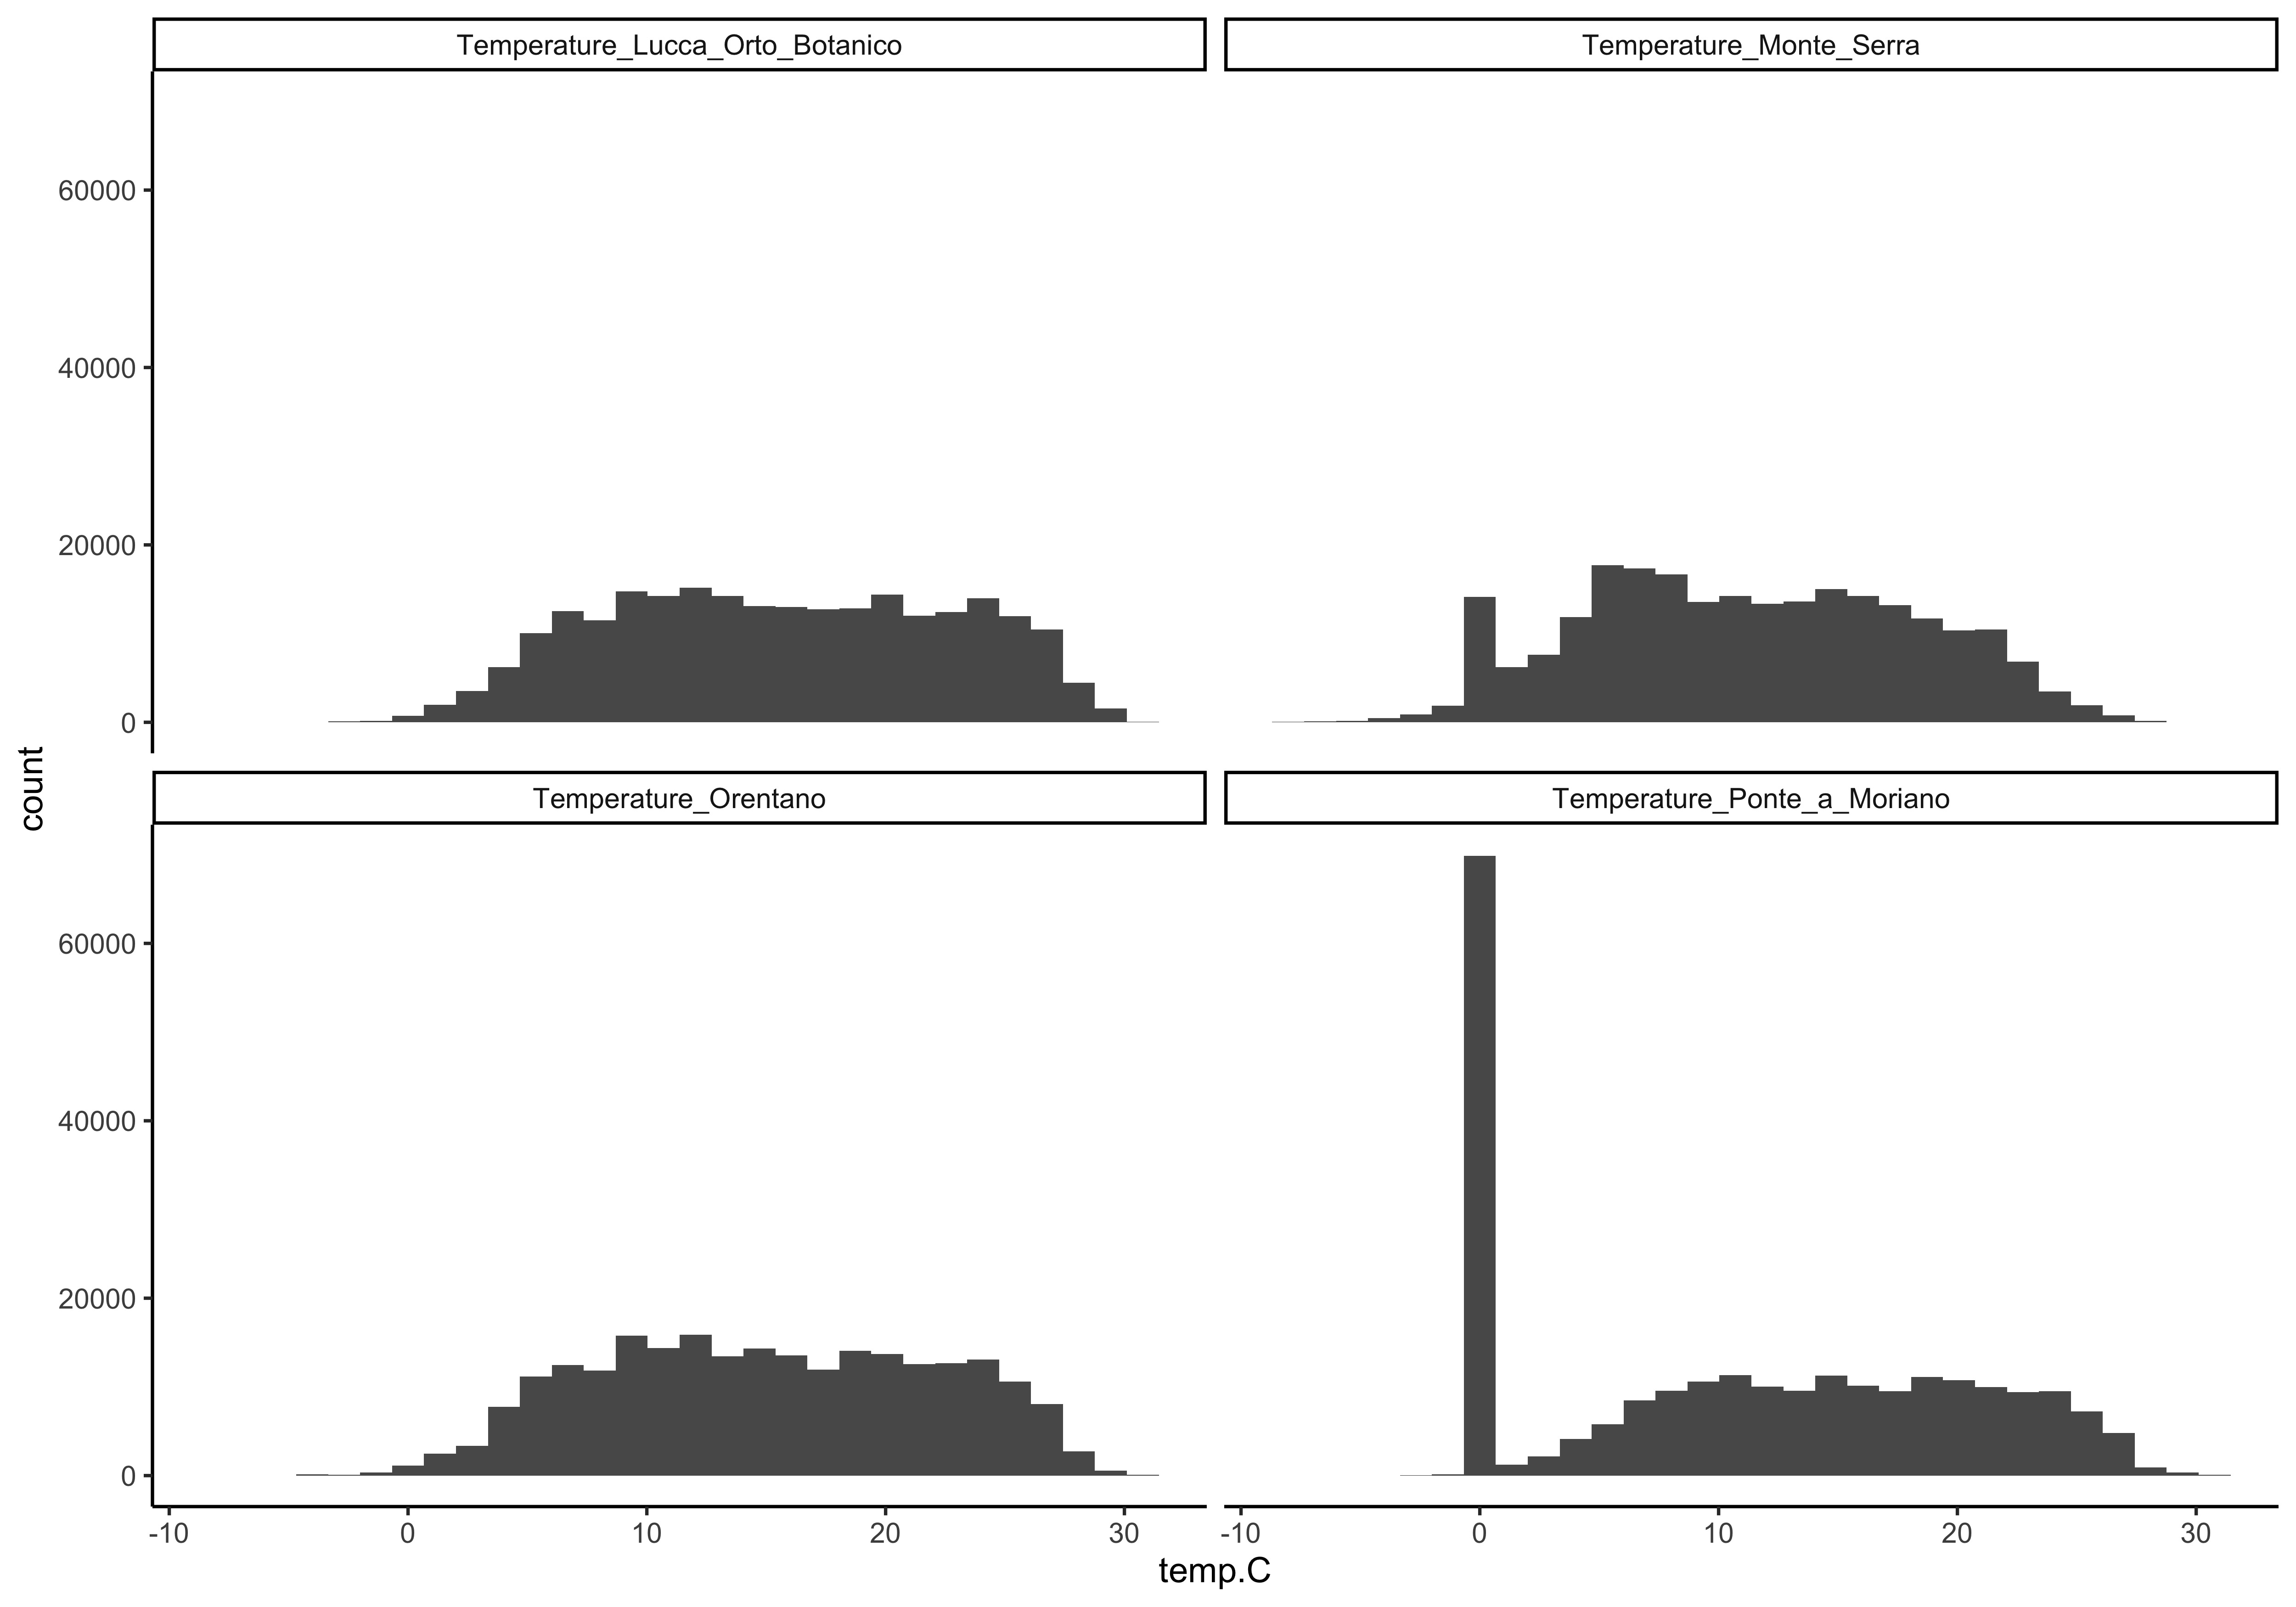 Temperature_Lucca_Orto_Botanico
Temperature_Monte_Serra
60000
40000
20000
0
count
Temperature_Orentano
Temperature_Ponte_a_Moriano
60000
40000
20000
0
-10 0 10 20 30
-10 0 10 20 30
temp.C